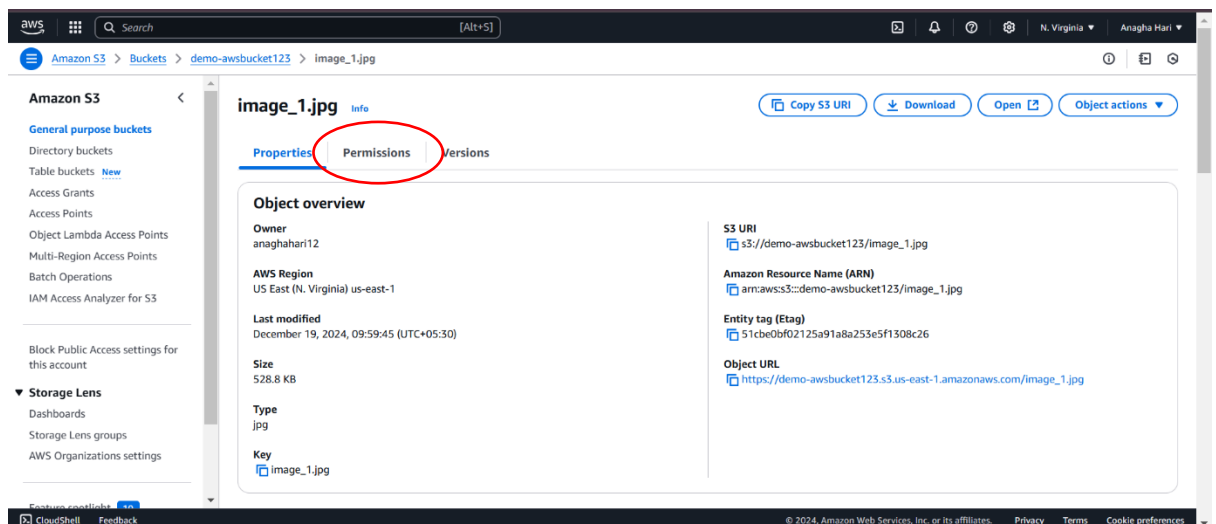 aws Search [Alt+S] N. Virginia ▼ Anagha Hari ▼
Amazon S3 > Buckets > demo-awsbucket123 > image_1.jpg
Amazon S3
General purpose buckets
Directory buckets
Table buckets New
Access Grants
Access Points
Object Lambda Access Points
Multi-Region Access Points
Batch Operations
IAM Access Analyzer for S3
Block Public Access settings for
this account
▼ Storage Lens
Dashboards
Storage Lens groups
AWS Organizations settings
Feature spotlight 10
image_1.jpg Info
Copy S3 URI Download Open Object actions ▼
Properties Permissions Versions
Object overview
Owner
anaghahari12
AWS Region
US East (N. Virginia) us-east-1
Last modified
December 19, 2024, 09:59:45 (UTC+05:30)
Size
528.8 KB
Type
jpg
Key
image_1.jpg
S3 URI
s3://demo-awsbucket123/image_1.jpg
Amazon Resource Name (ARN)
arn:aws:s3:::demo-awsbucket123/image_1.jpg
Entity tag (Etag)
51cbe0bf02125a91a8a253e5f1308c26
Object URL
https://demo-awsbucket123.s3.us-east-1.amazonaws.com/image_1.jpg
CloudShell Feedback © 2024, Amazon Web Services, Inc. or its affiliates. Privacy Terms Cookie preferences